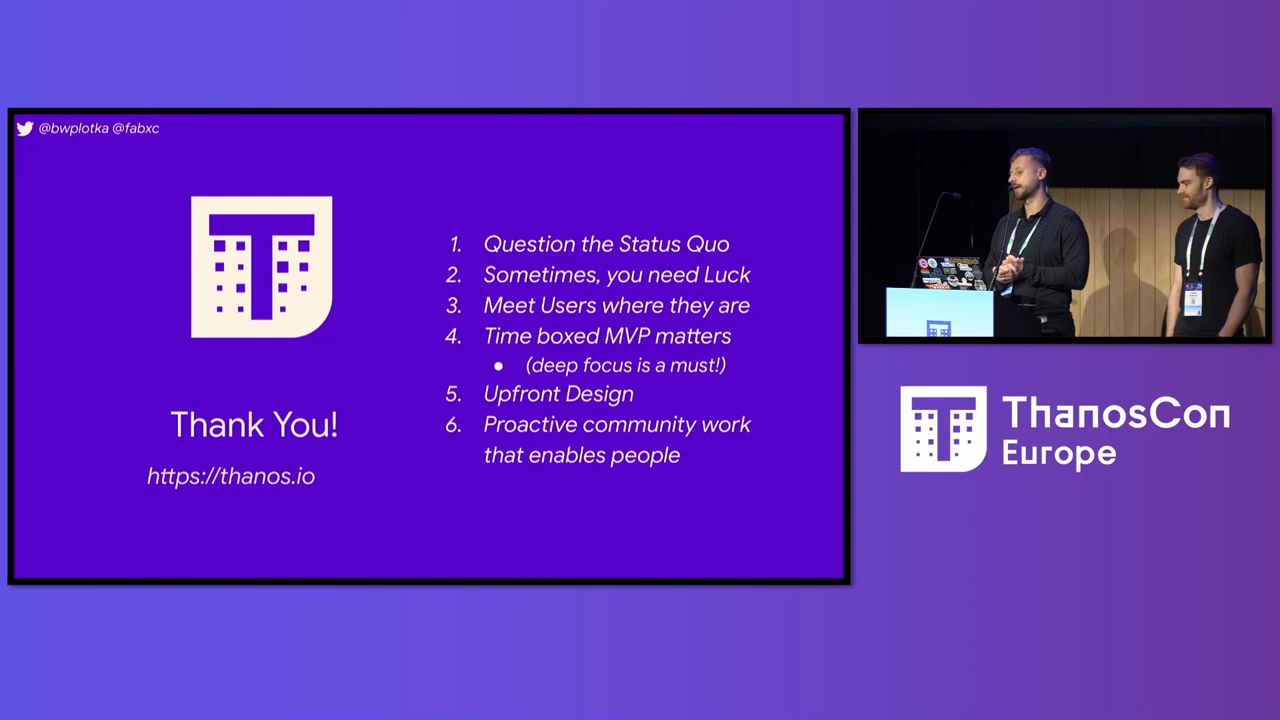 @bwplotka @fabxc
Thank You!
https://thanos.io
1. Question the Status Quo
2. Sometimes, you need Luck
3. Meet Users where they are
4. Time boxed MVP matters
● (deep focus is a must!)
5. Upfront Design
6. Proactive community work
that enables people
ThanosCon
Europe